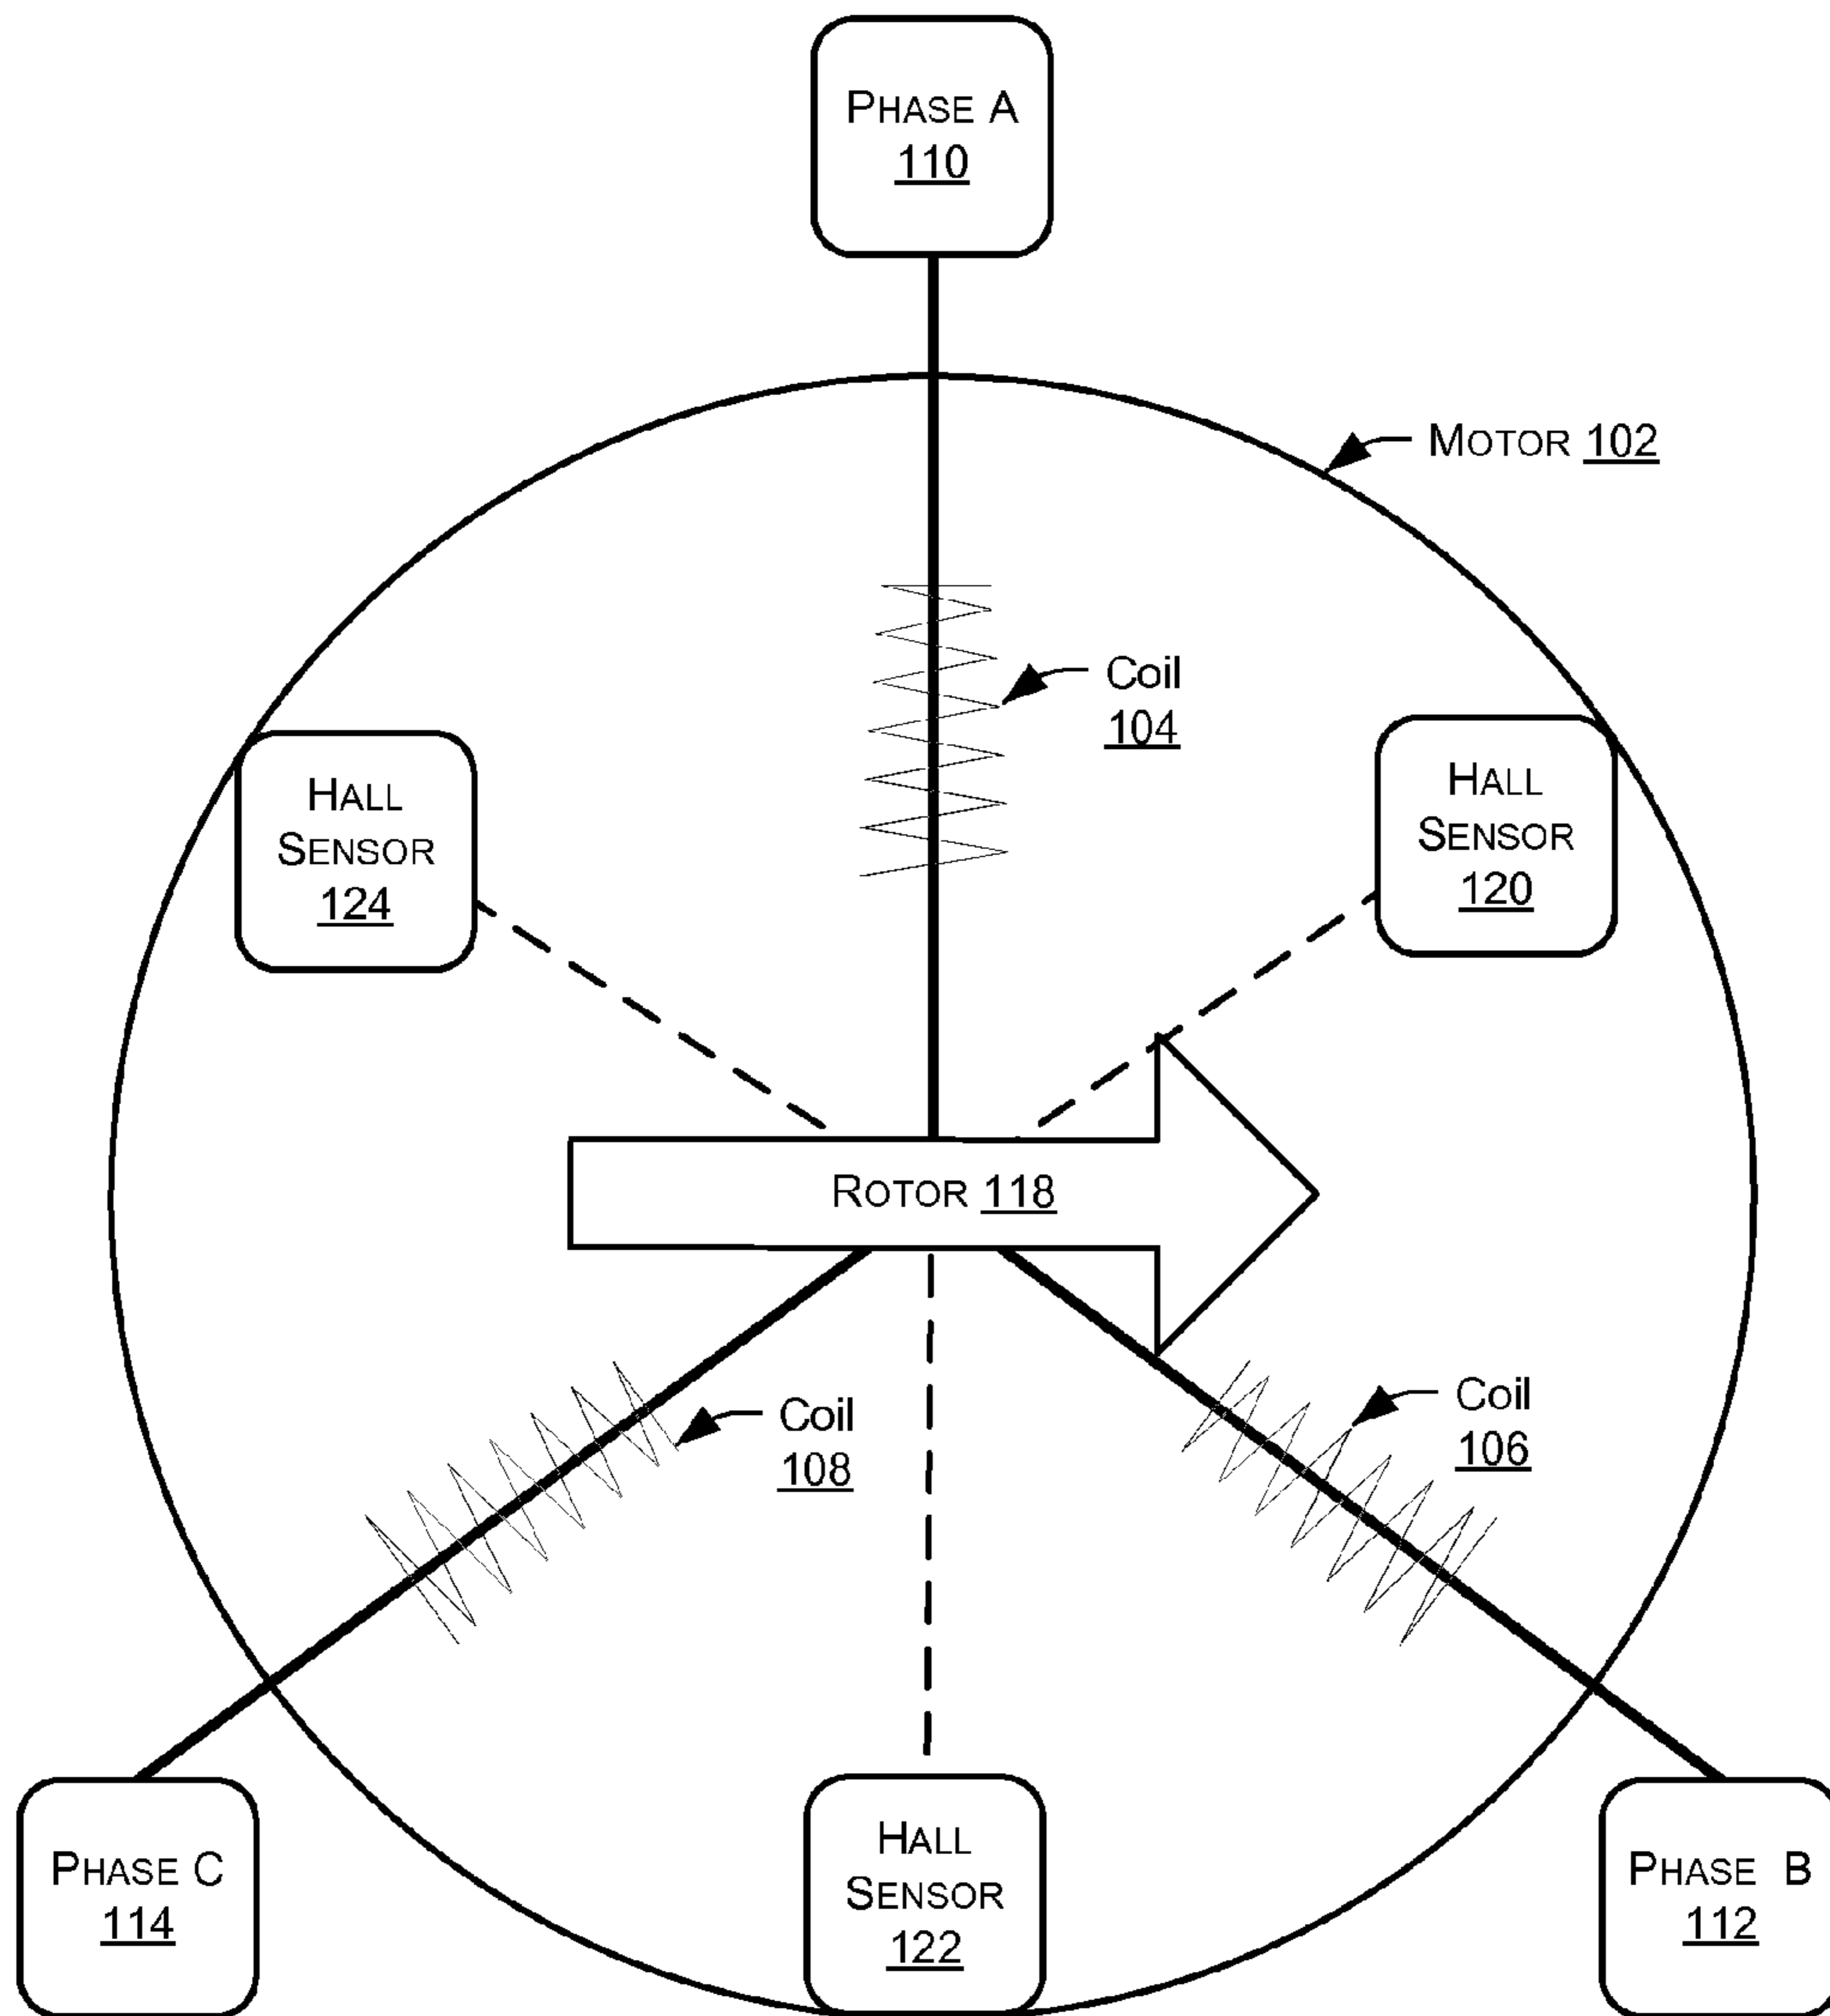 PHASE A
110
MOTOR 102
Coil
104
HALL
SENSOR
124
HALL
SENSOR
120
ROTOR 118
Coil
108
Coil
106
PHASE C
114
HALL
SENSOR
122
PHASE B
112